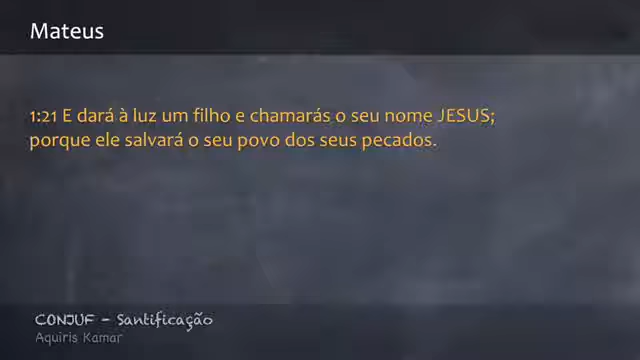 Mateus
1:21 E dará à luz um filho e chamarás o seu nome JESUS;
porque ele salvará o seu povo dos seus pecados.
CONJUF - Santificação
Aquiris Kamar